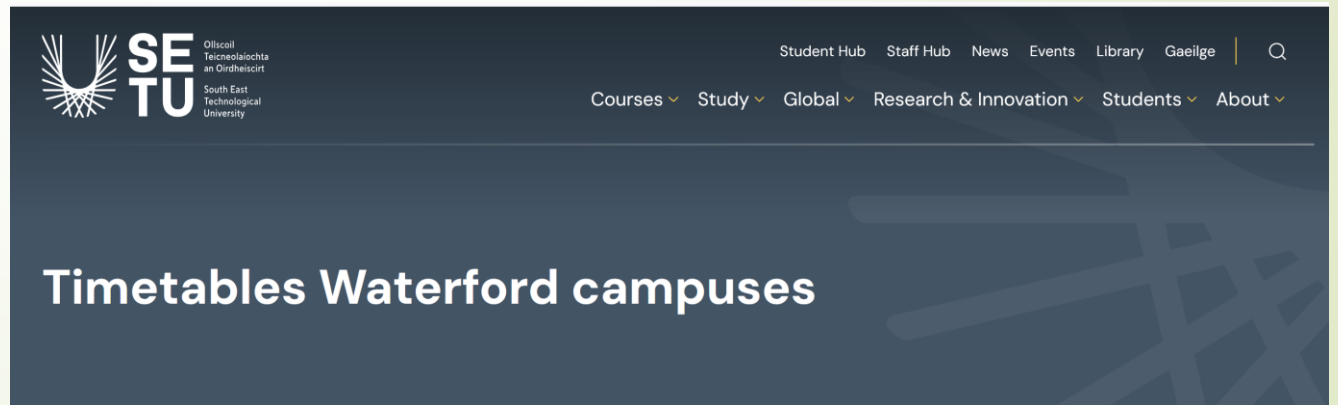 SE
TU
Ollscoil
Teicneolaíochta
an Oirdheiscirt
South East
Technological
University
Student Hub Staff Hub News Events Library Gaeilge
Courses Study Global Research & Innovation Students About
Timetables Waterford campuses